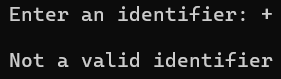 Enter an identifier: +
Not a valid identifier